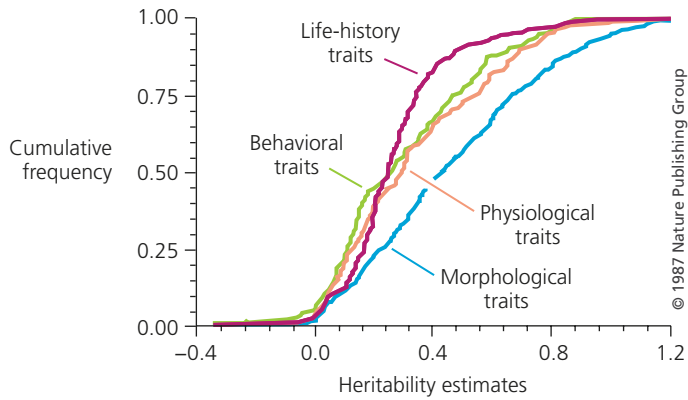 1.00
0.75
0.50
0.25
0.00
Cumulative
frequency
Life-history
traits
Behavioral
traits
Physiological
traits
Morphological
traits
−0.4
0.0
0.4
0.8
1.2
Heritability estimates
© 1987 Nature Publishing Group